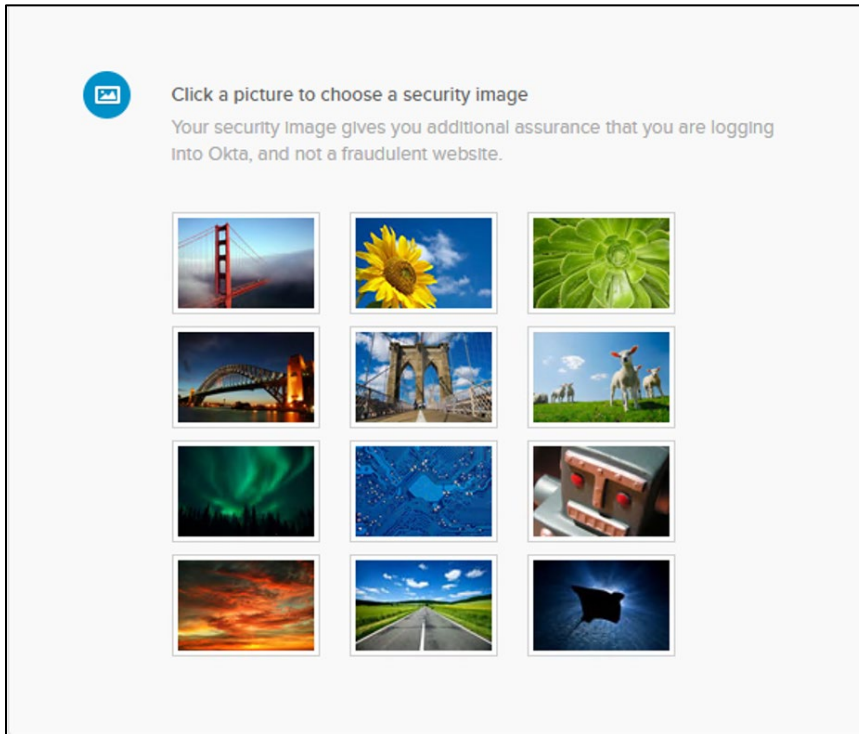 Click a picture to choose a security image
Your security image gives you additional assurance that you are logging
into Okta, and not a fraudulent website.